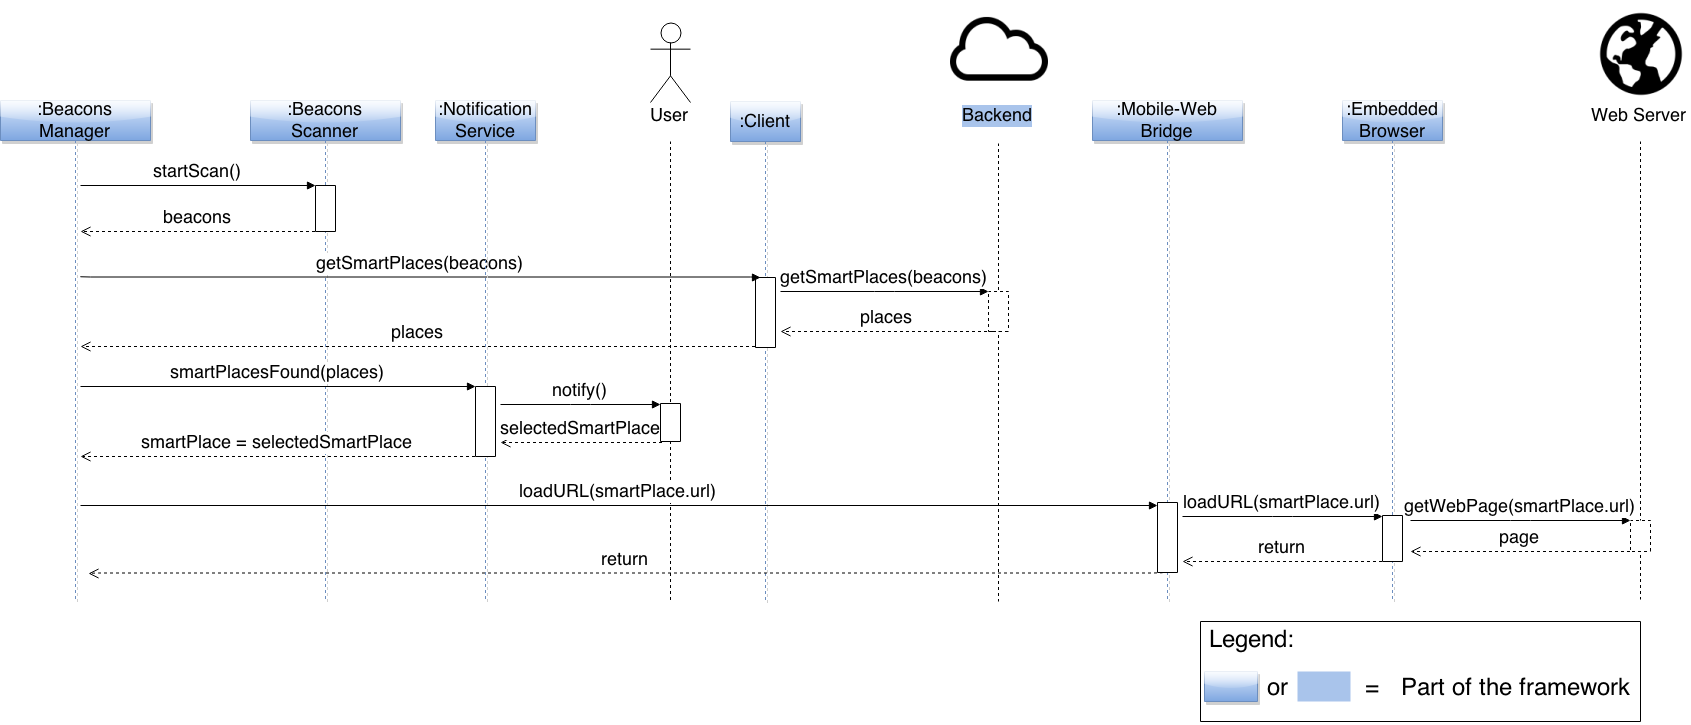 :Beacons
Manager
:Beacons
Scanner
:Notification
Service
User
:Client
Backend
:Mobile-Web
Bridge
:Embedded
Browser
Web Server
startScan()
beacons
getSmartPlaces(beacons)
getSmartPlaces(beacons)
places
places
smartPlacesFound(places)
notify()
selectedSmartPlace
smartPlace = selectedSmartPlace
loadURL(smartPlace.url)
loadURL(smartPlace.url)
getWebPage(smartPlace.url)
page
return
return
Legend:
or = Part of the framework